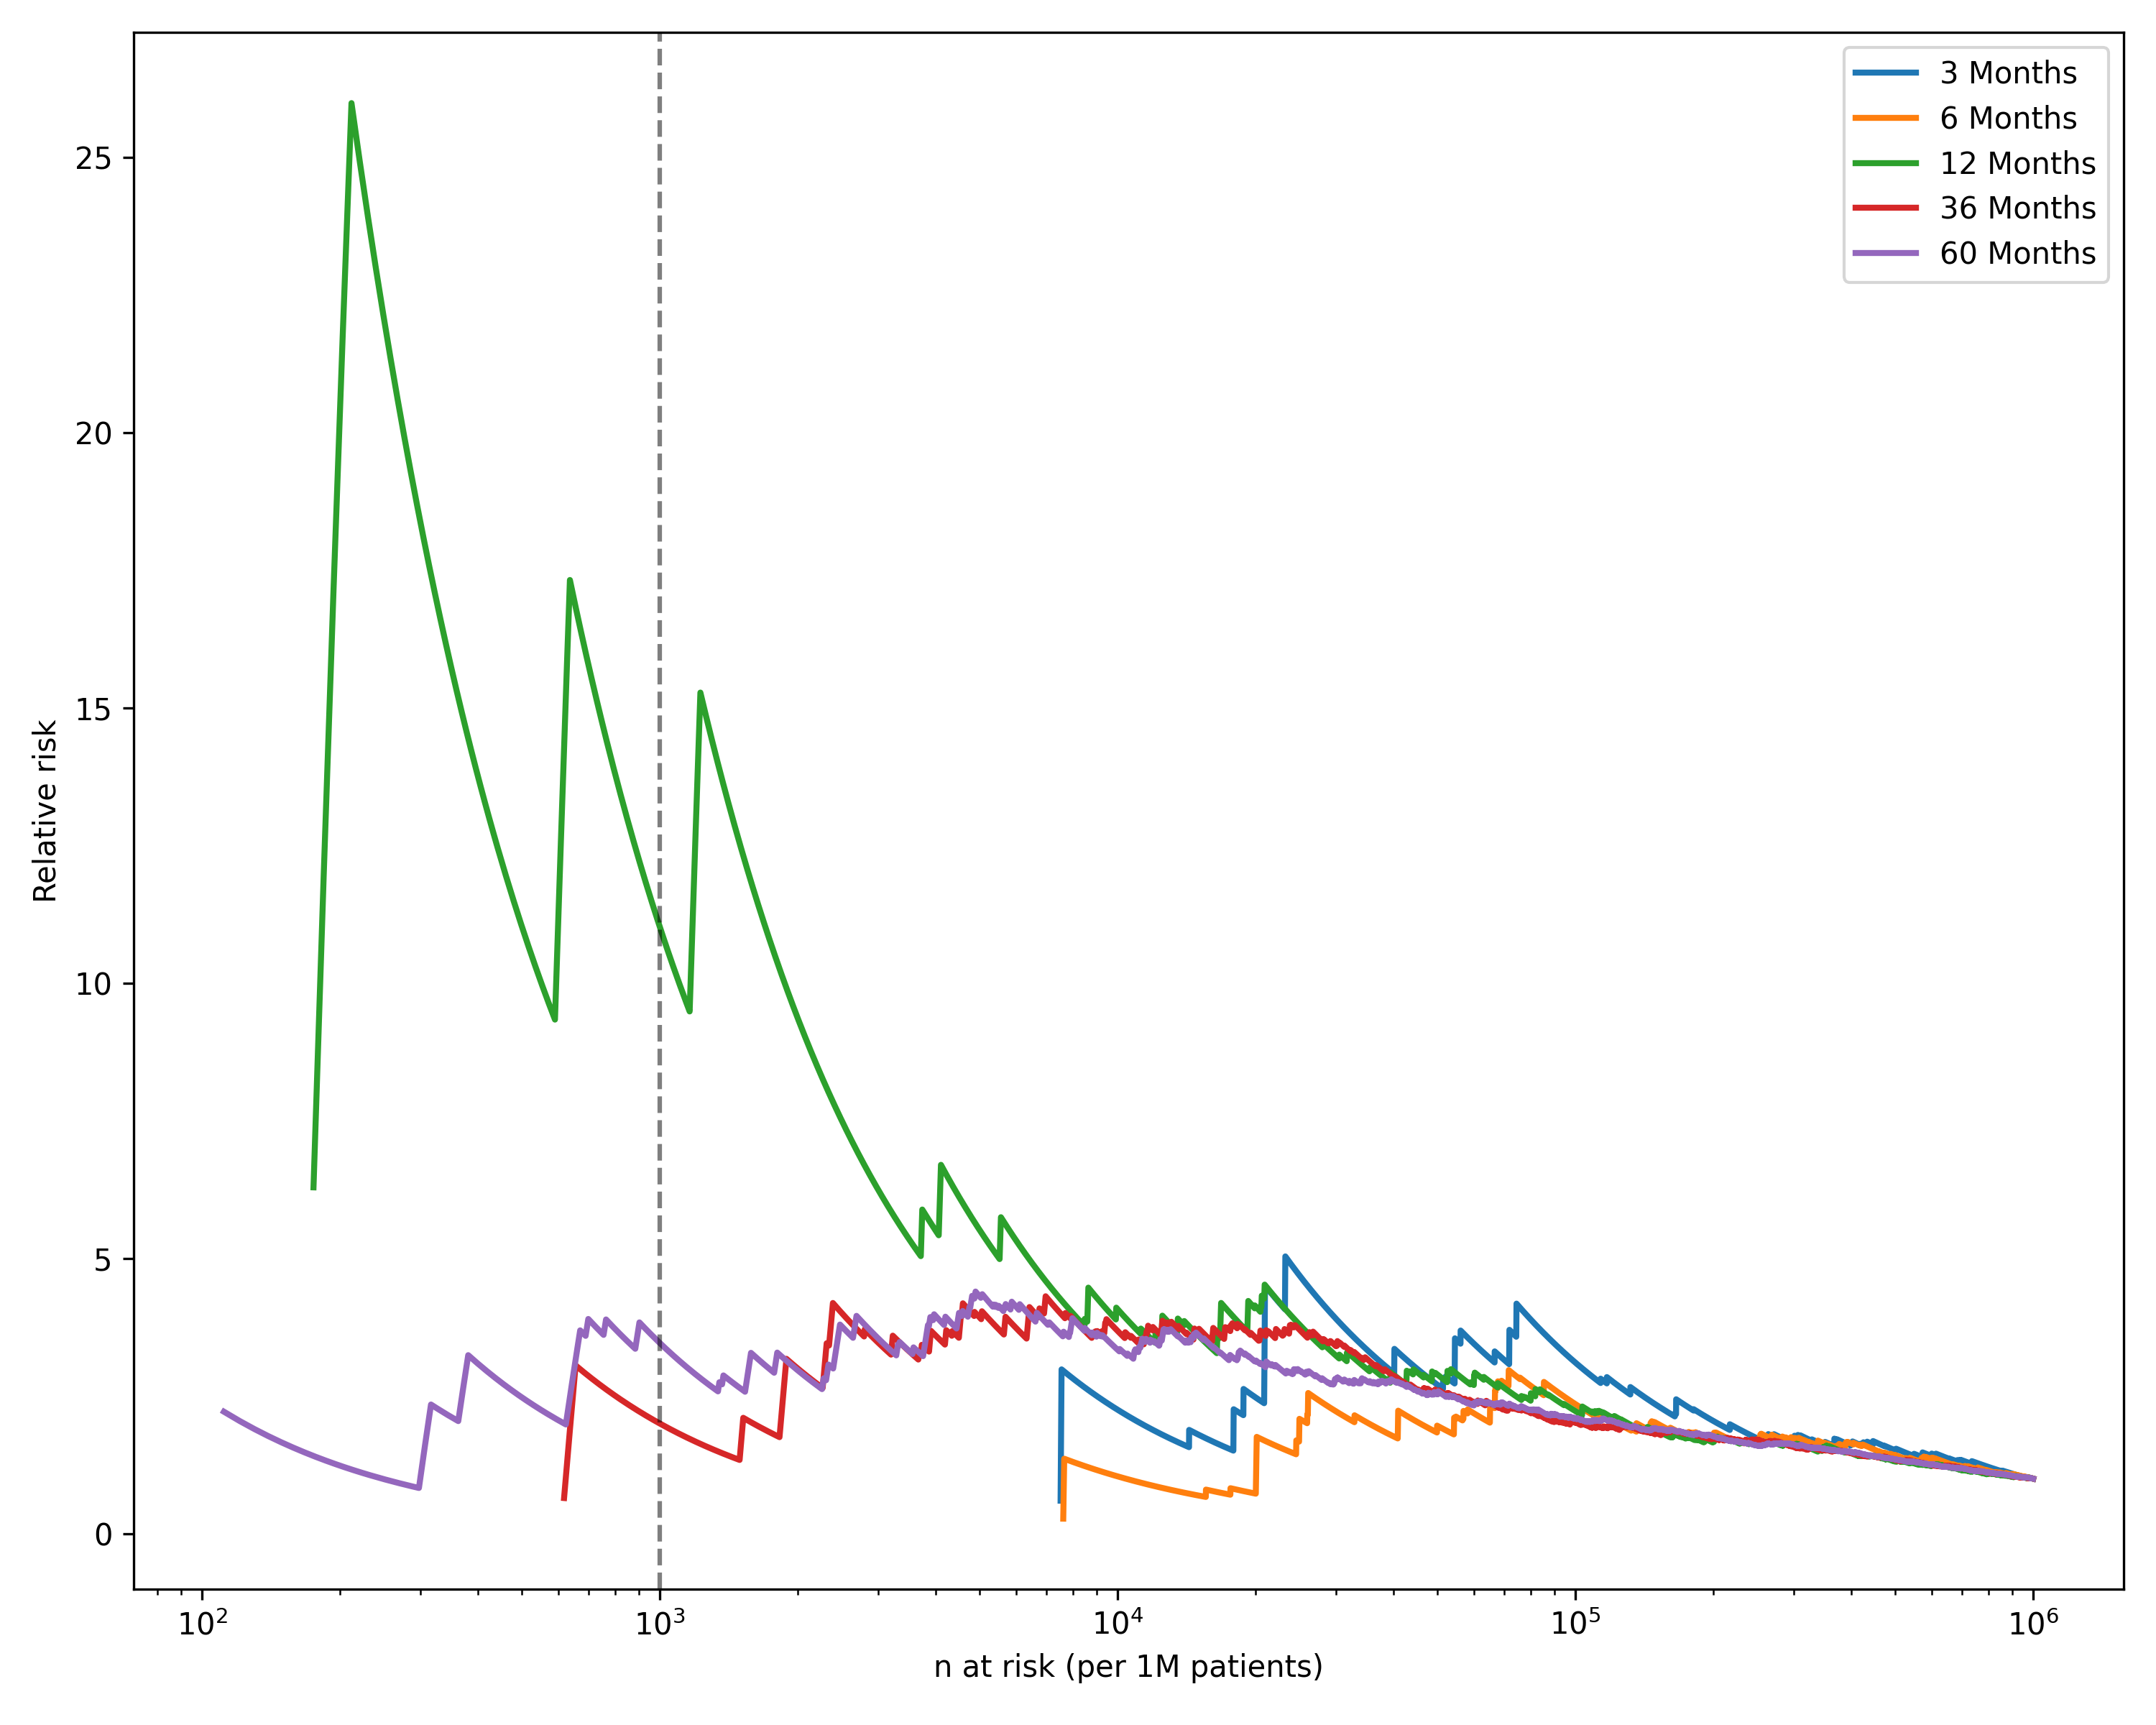 3 Months
6 Months
12 Months
36 Months
60 Months
25
20
15
10
5
0
Relative risk
10² 10³ 10⁴ 10⁵ 10⁶
n at risk (per 1M patients)